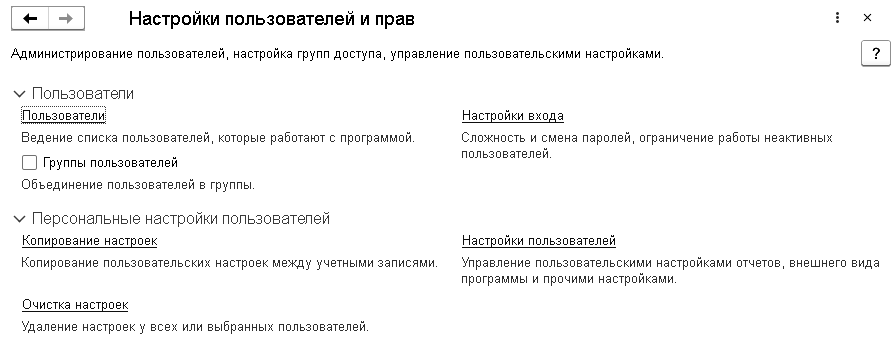 Настройки пользователей и прав
Администрирование пользователей, настройка групп доступа, управление пользовательскими настройками.
?
Пользователи
Пользователи
Ведение списка пользователей, которые работают с программой.
Группы пользователей
Объединение пользователей в группы.
Настройки входа
Сложность и смена паролей, ограничение работы неактивных
пользователей.
Персональные настройки пользователей
Копирование настроек
Копирование пользовательских настроек между учетными записями.
Настройки пользователей
Управление пользовательскими настройками отчетов, внешнего вида
программы и прочими настройками.
Очистка настроек
Удаление настроек у всех или выбранных пользователей.